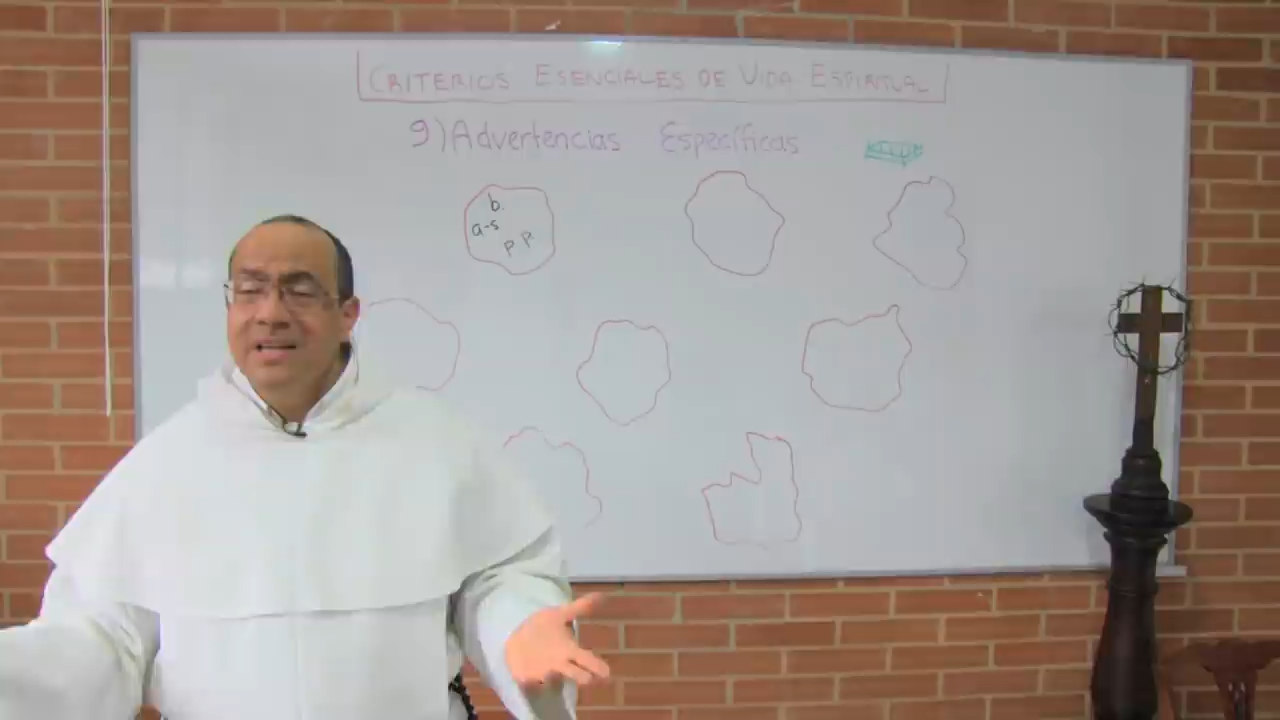 CRITERIOS ESENCIALES DE VIDA ESPIRITUAL
9) Advertencias Específicas
b.
a-s
p p.